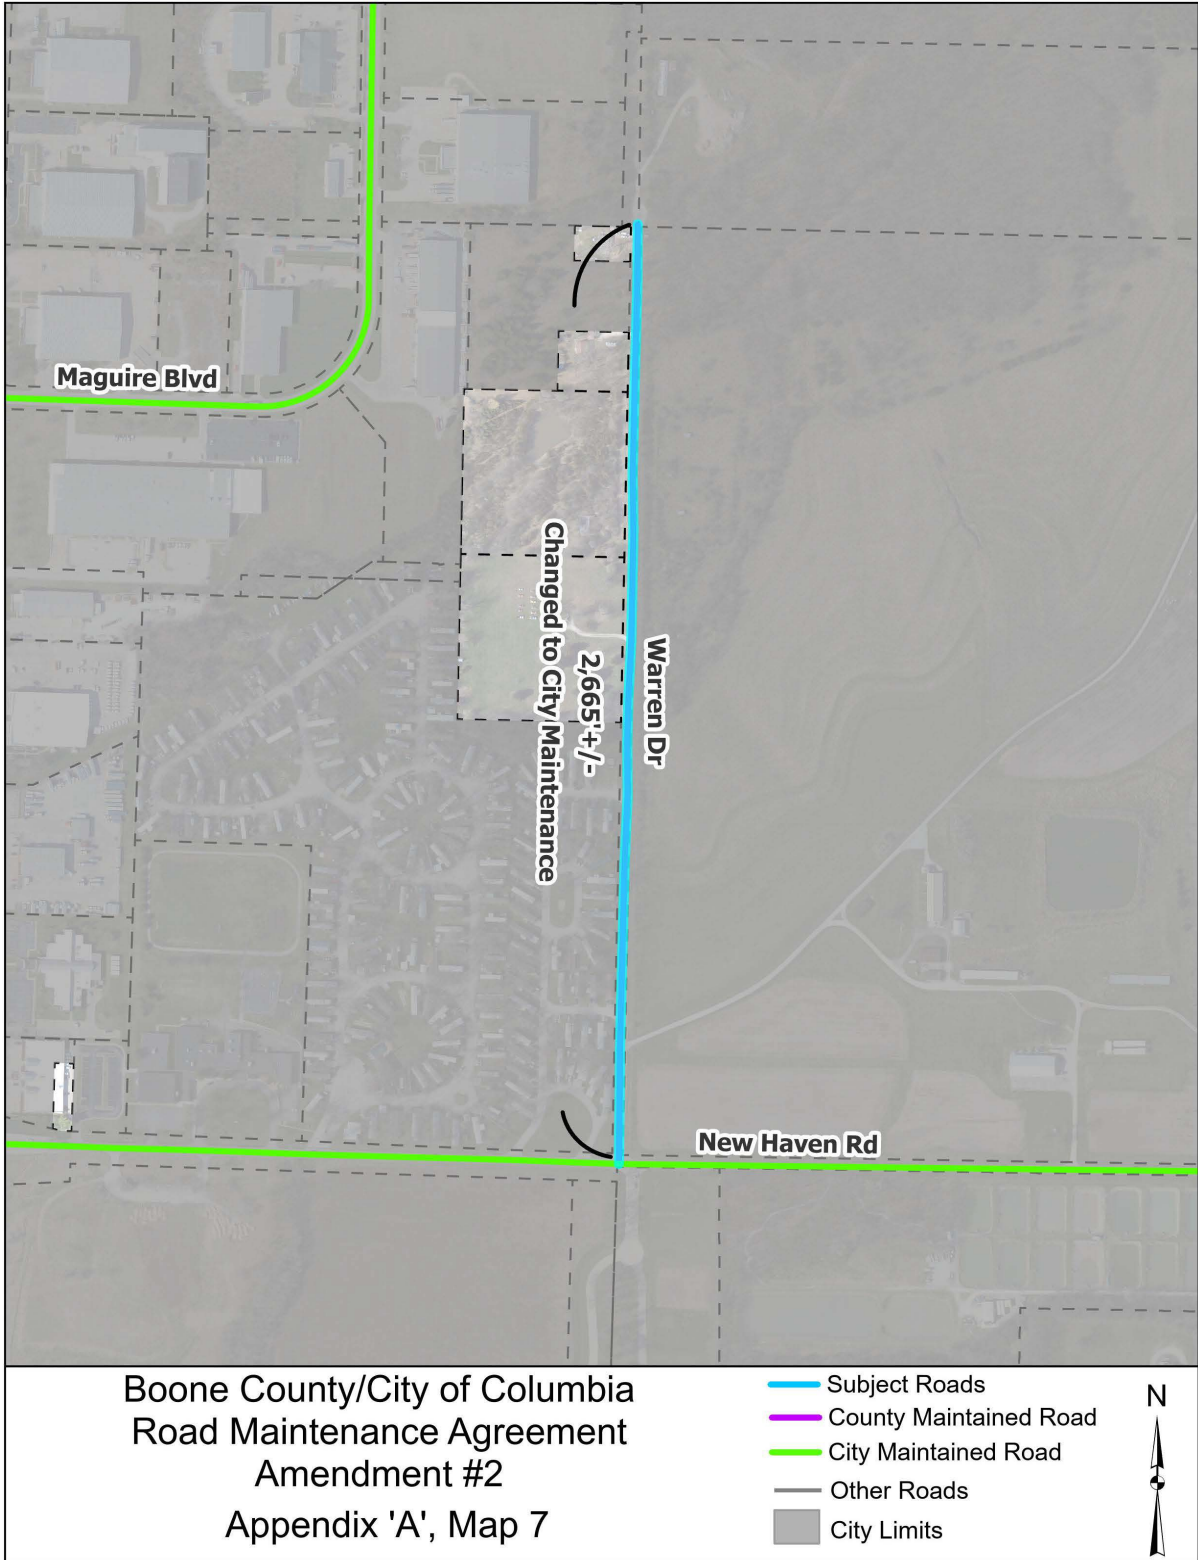 Maguire Blvd
Changed to City Maintenance
2,665'+/-
Warren Dr
New Haven Rd
Boone County/City of Columbia
Road Maintenance Agreement
Amendment #2
Appendix 'A', Map 7
Subject Roads
County Maintained Road
City Maintained Road
Other Roads
City Limits
N